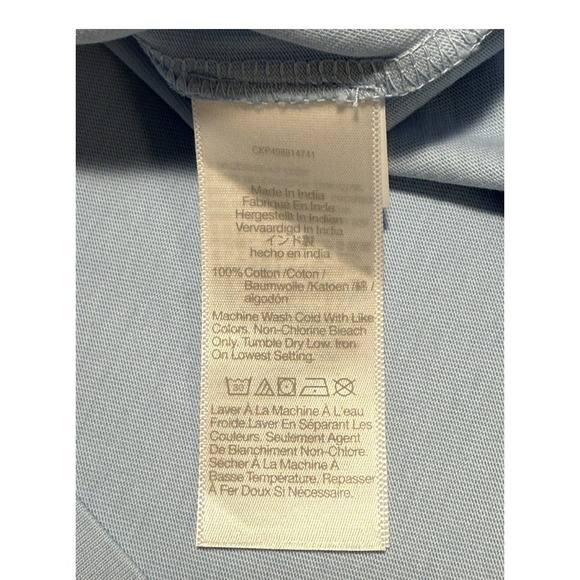 CKP498814741
Made In India
Fabriqué En Inde
Hergestellt In Indien
Vervaardigd In India
インド製
hecho en india
100% Cotton /Coton /
Baumwolle /Katoen /綿 /
algodón
Machine Wash Cold With Like
Colors. Non-Chlorine Bleach
Only. Tumble Dry Low. Iron
On Lowest Setting.
Laver À La Machine À L'eau
Froide.Laver En Séparant Les
Couleurs. Seulement Agent
De Blanchiment Non-Chlore.
Sécher À La Machine À
Basse Température. Repasser
À Fer Doux Si Nécessaire.